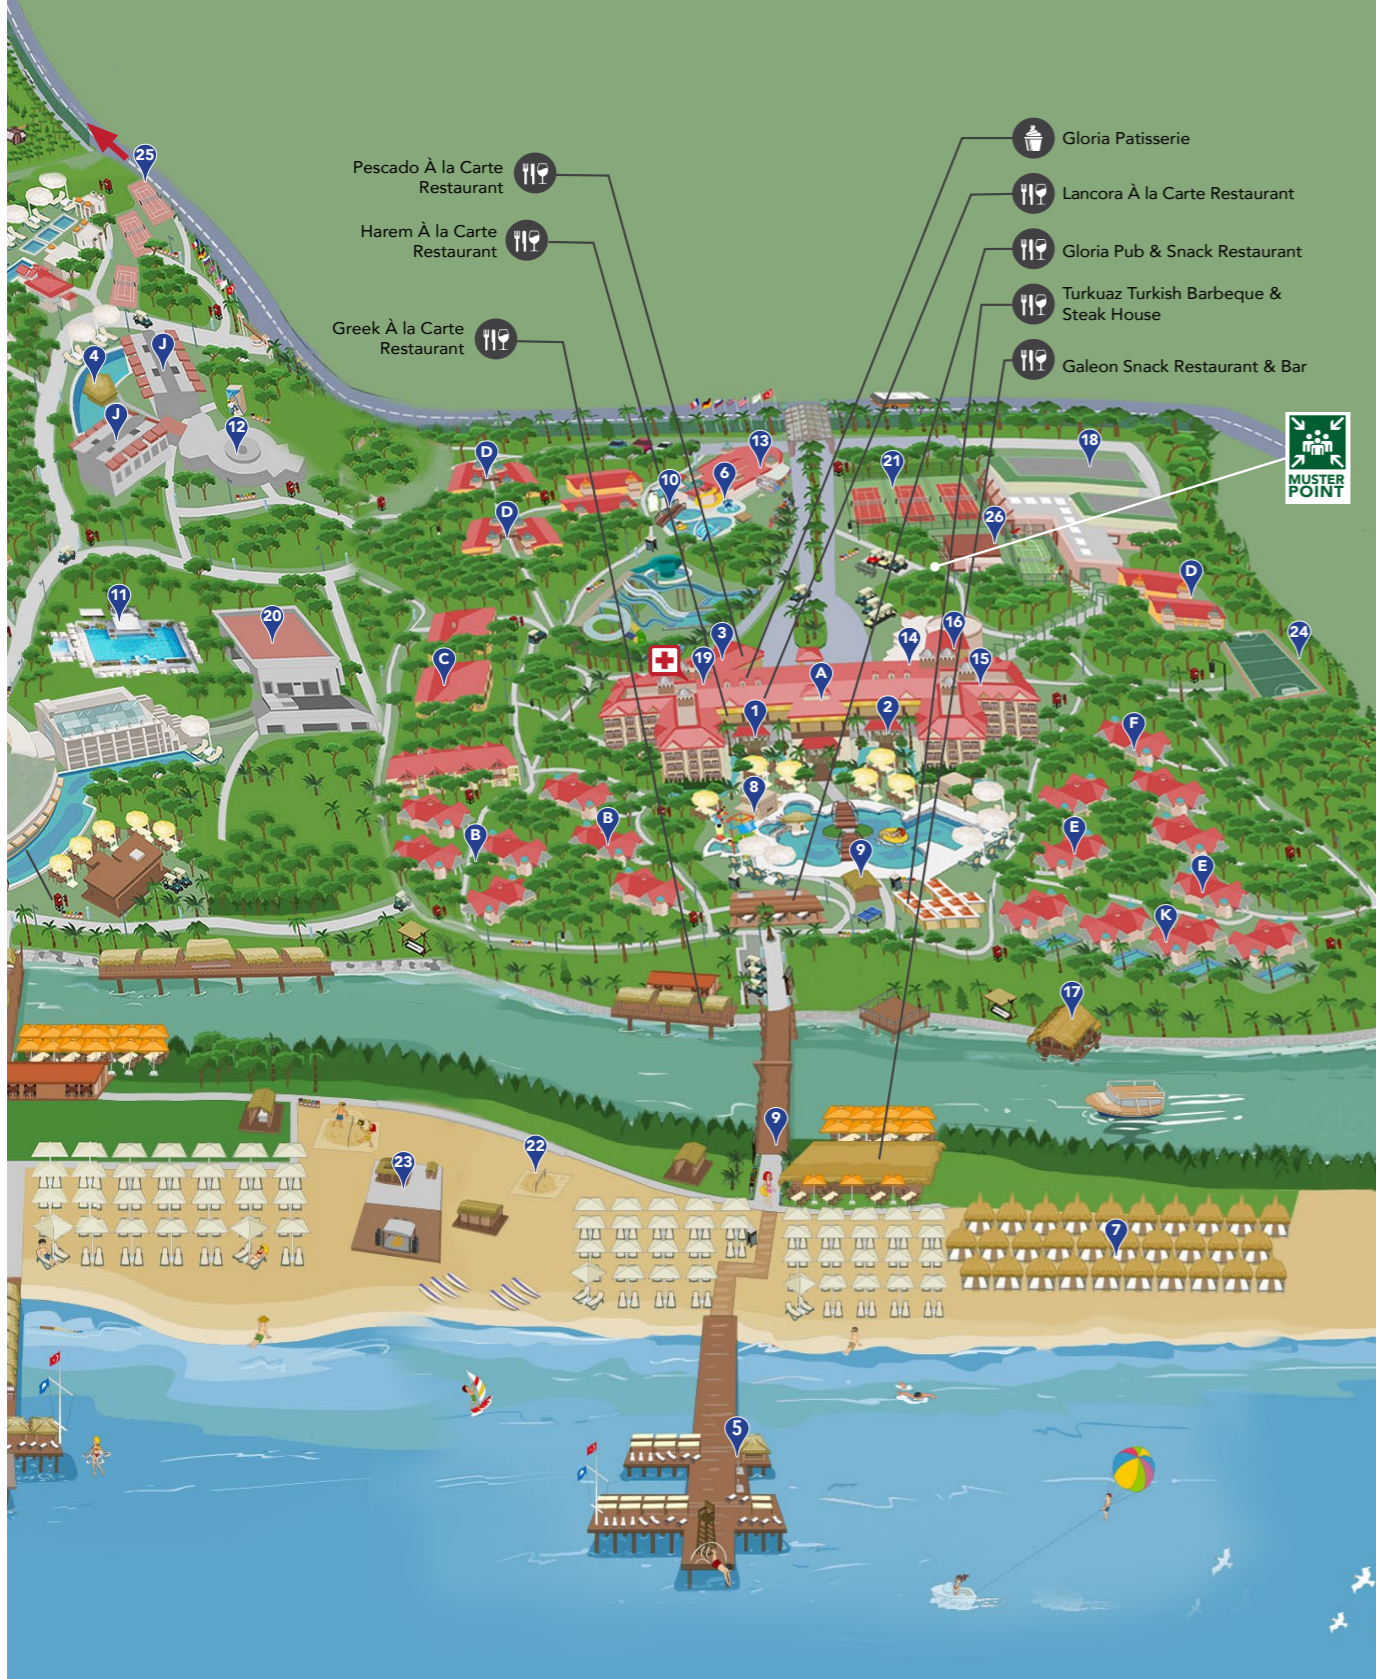 Gloria Patisserie
Pescado À la Carte
Restaurant
Lancora À la Carte Restaurant
Harem À la Carte
Restaurant
Gloria Pub & Snack Restaurant
Turkuaz Turkish Barbeque &
Steak House
Greek À la Carte
Restaurant
Galeon Snack Restaurant & Bar
MUSTER
POINT
25
4
J
J
12
D
D
10
6
13
21
18
26
D
11
20
C
3
19
14
16
15
24
A
1
2
F
8
B
B
9
E
E
K
17
9
22
23
7
5